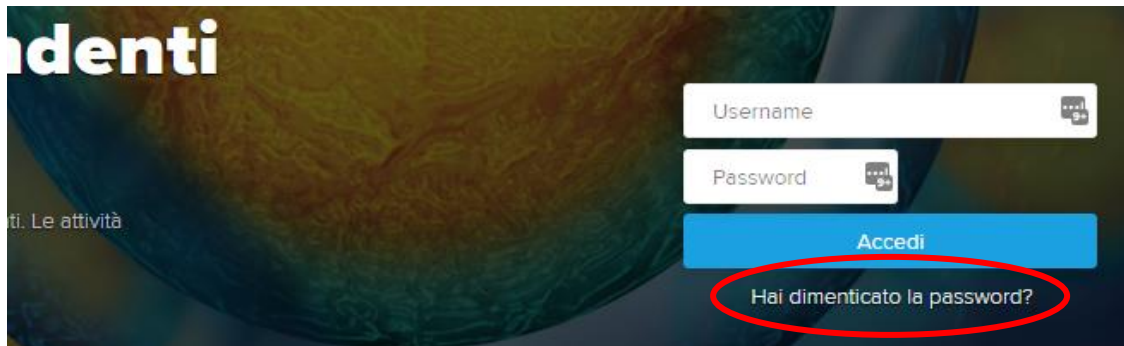 ndenti
Username
Password
ti. Le attività
Accedi
Hai dimenticato la password?